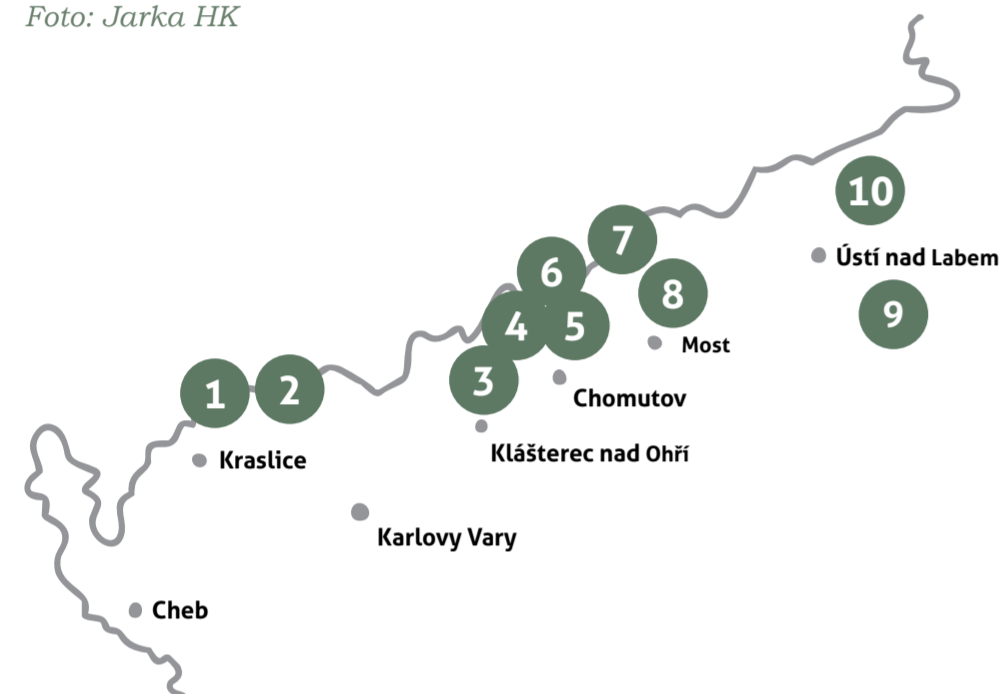 Foto: Jarka HK
10
7
Ústí nad Labem
6
8
9
4
5
Most
3
1
2
Chomutov
Klášterec nad Ohří
Kraslice
Karlovy Vary
Cheb